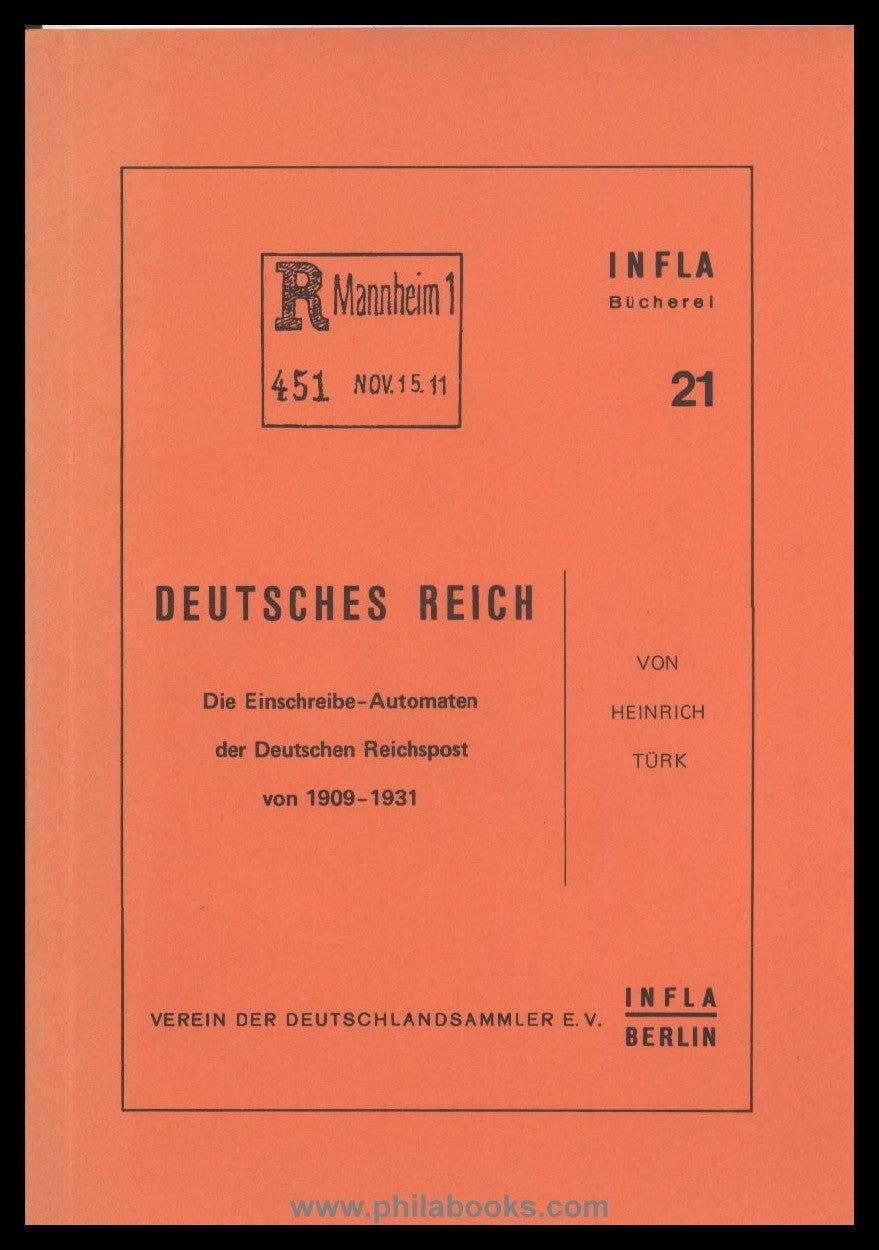 R Mannheim 1
451 NOV. 15. 11
INFLA
Bücherei
21
DEUTSCHES REICH
Die Einschreibe-Automaten
der Deutschen Reichspost
von 1909-1931
VON
HEINRICH
TÜRK
VEREIN DER DEUTSCHLANDSAMMLER E. V.
INFLA
BERLIN
www.philabooks.com